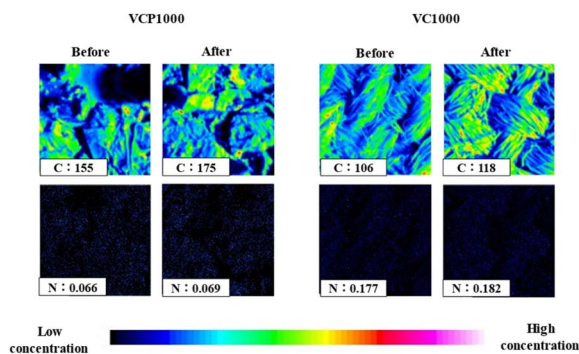 VCP1000
VC1000
Before
After
Before
After
C：155
C：175
C：106
C：118
N：0.066
N：0.069
N：0.177
N：0.182
Low
concentration
High
concentration